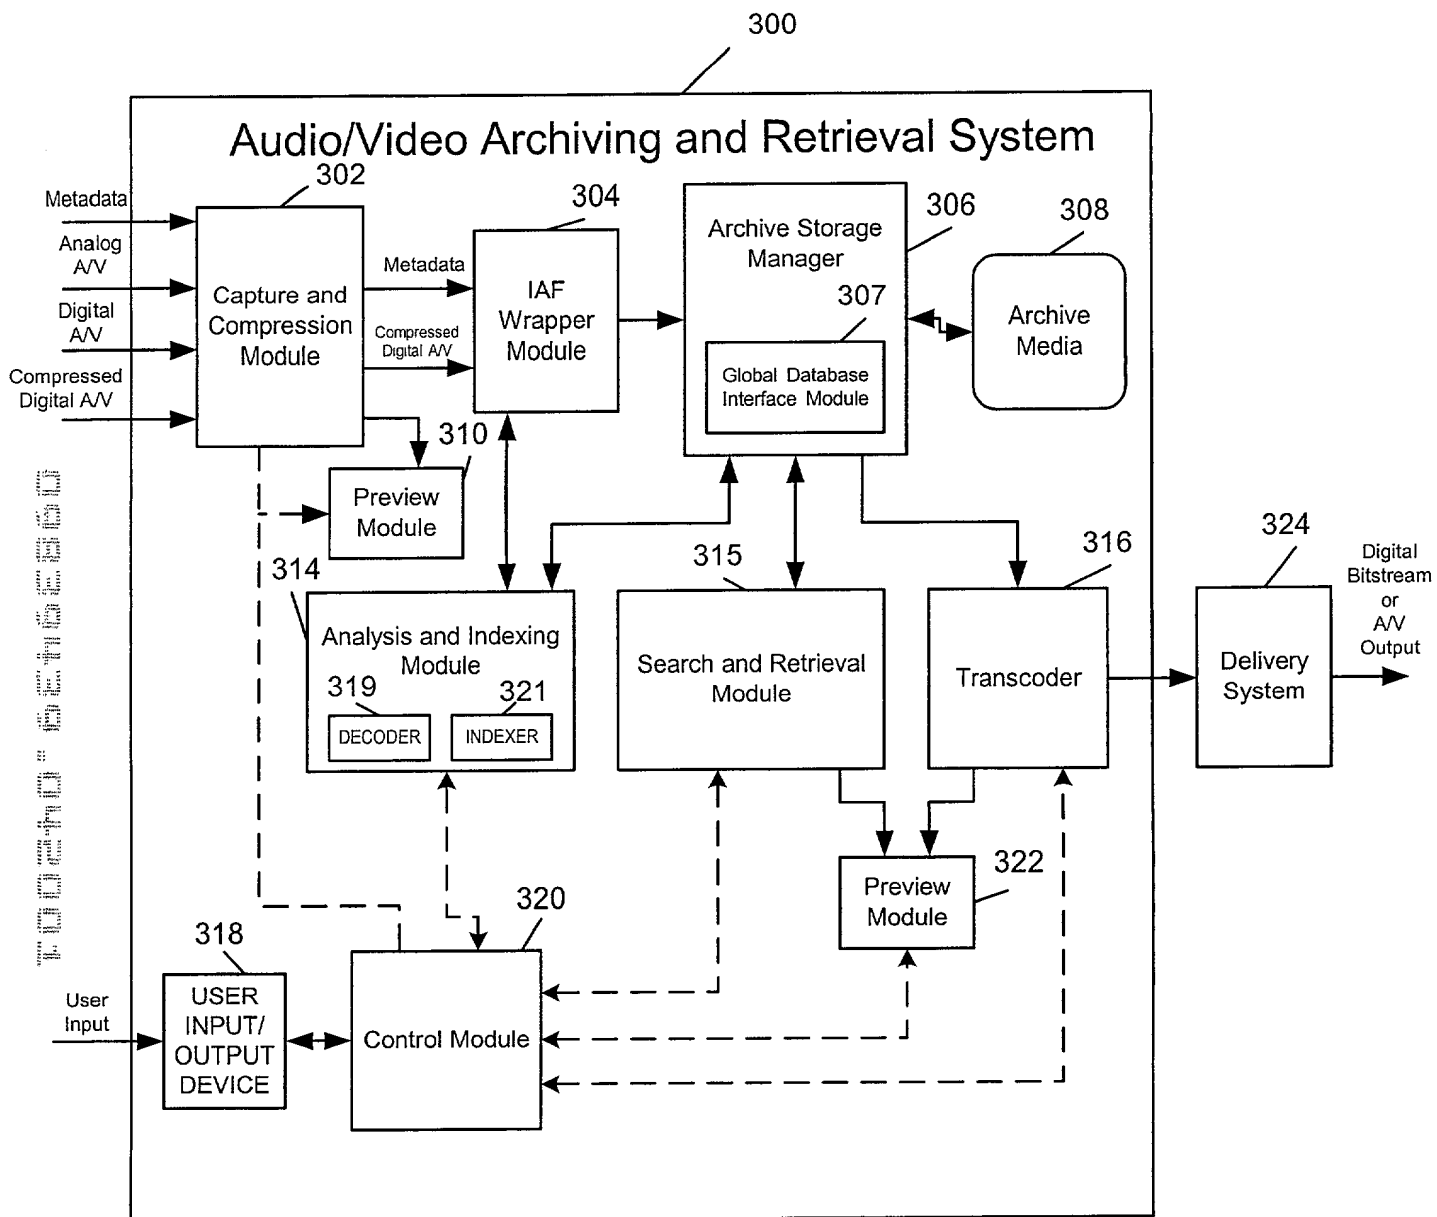 300
Audio/Video Archiving and Retrieval System
302
304
306
308
Metadata
Analog
A/V
Digital
A/V
Compressed
Digital A/V
Capture and
Compression
Module
Metadata
Compressed
Digital A/V
IAF
Wrapper
Module
Archive Storage
Manager
307
Global Database
Interface Module
Archive
Media
310
Preview
Module
314
Analysis and Indexing
Module
319
DECODER
321
INDEXER
315
Search and Retrieval
Module
316
Transcoder
324
Delivery
System
Digital
Bitstream
or
A/V
Output
322
Preview
Module
320
Control Module
318
USER
INPUT/
OUTPUT
DEVICE
User
Input